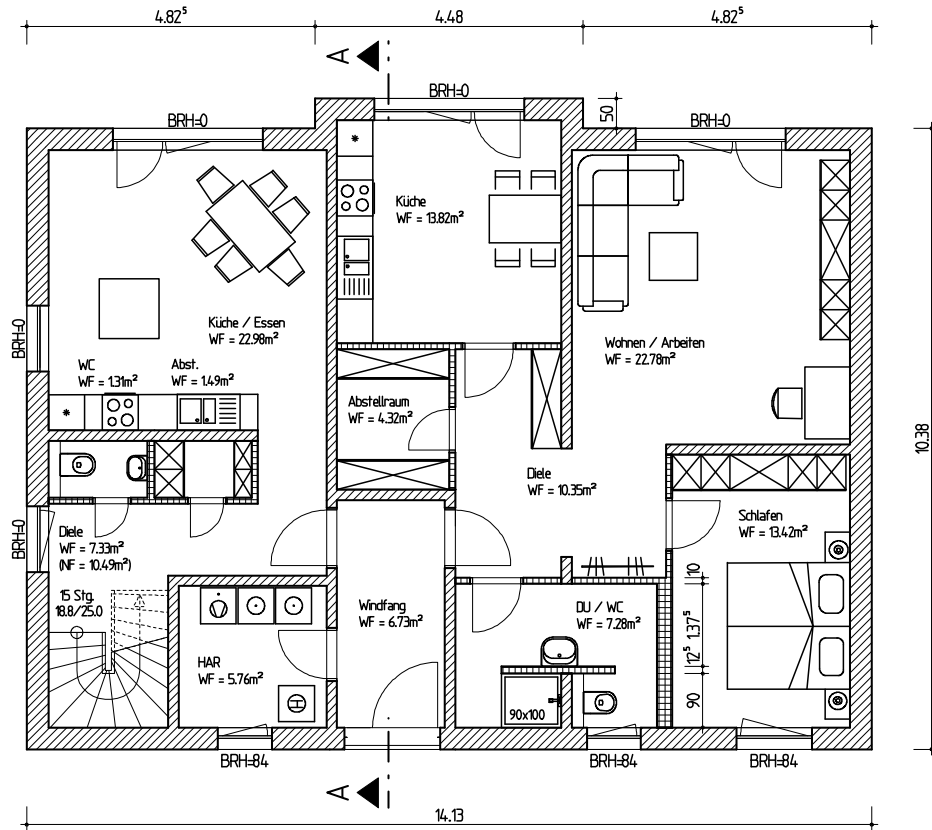 4.82⁵
4.48
4.82⁵
A
BRH=0
BRH=0
BRH=0
50
Küche
WF = 13.82m²
Küche / Essen
WF = 22.98m²
Wohnen / Arbeiten
WF = 22.78m²
BRH=0
WC
WF = 1.31m²
Abst.
WF = 1.49m²
Abstellraum
WF = 4.32m²
10.38
Diele
WF = 10.35m²
Schlafen
WF = 13.42m²
BRH=0
Diele
WF = 7.33m²
(NF = 10.49m²)
15 Stg.
18.8/25.0
Windfang
WF = 6.73m²
DU / WC
WF = 7.28m²
10
1.37⁵
12⁵
90
HAR
WF = 5.76m²
90x100
BRH=84
BRH=84
BRH=84
A
14.13